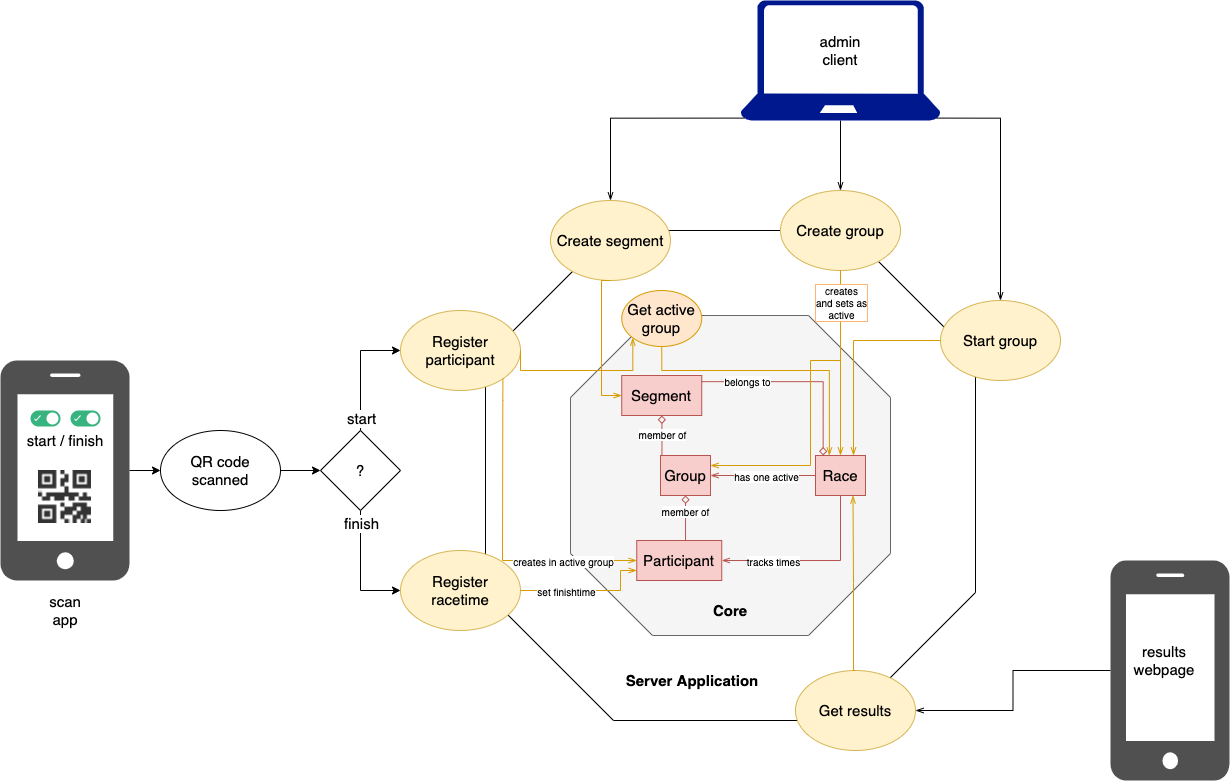 admin
client
Create segment
Create group
creates
and sets as
active
Get active
group
Register
participant
Start group
start / finish
start
Segment
belongs to
member of
QR code
scanned
?
Group
has one active
Race
member of
finish
creates in active group
Participant
tracks times
Register
racetime
set finishtime
scan
app
Core
results
webpage
Server Application
Get results